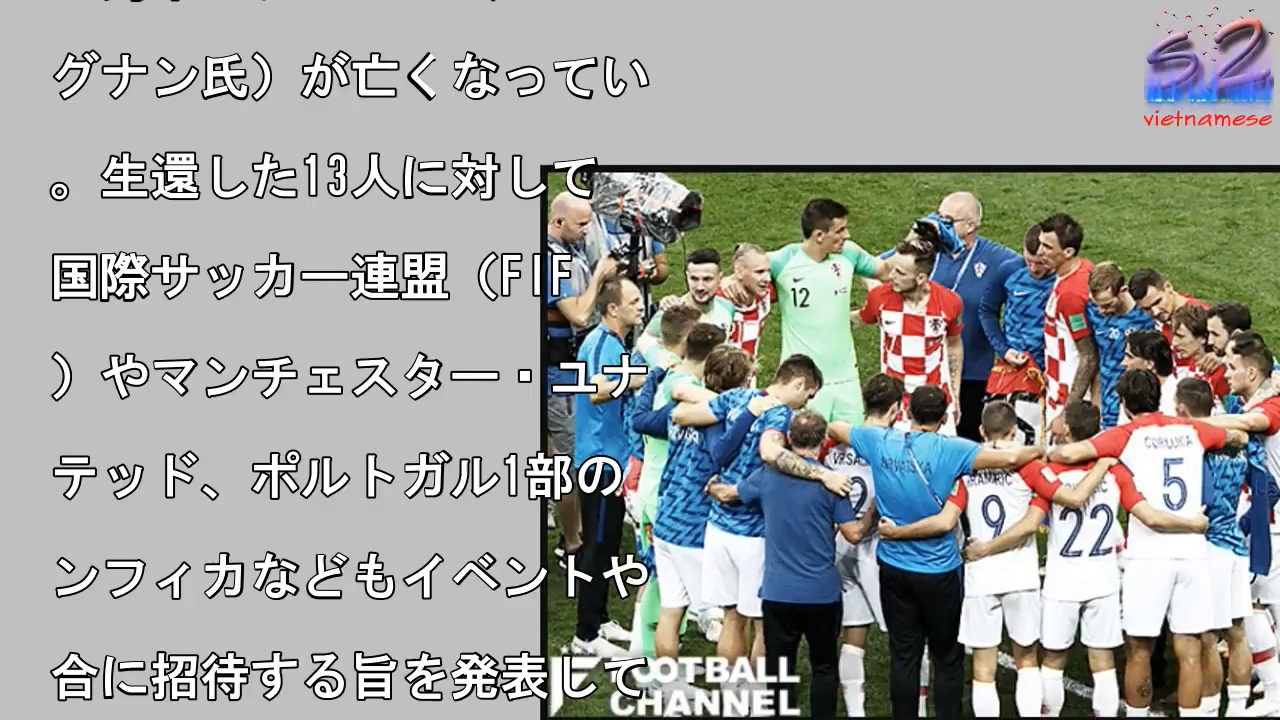 グナン氏）が亡くなってい
。生還した13人に対して
国際サッカー連盟（FIF
）やマンチェスター・ユナ
テッド、ポルトガル1部の
ンフィカなどもイベントや
合に招待する旨を発表して
S2
vietnamese
12
HRVATSKA
9
22
ĆORLUKA
5
FOOTBALL
CHANNEL